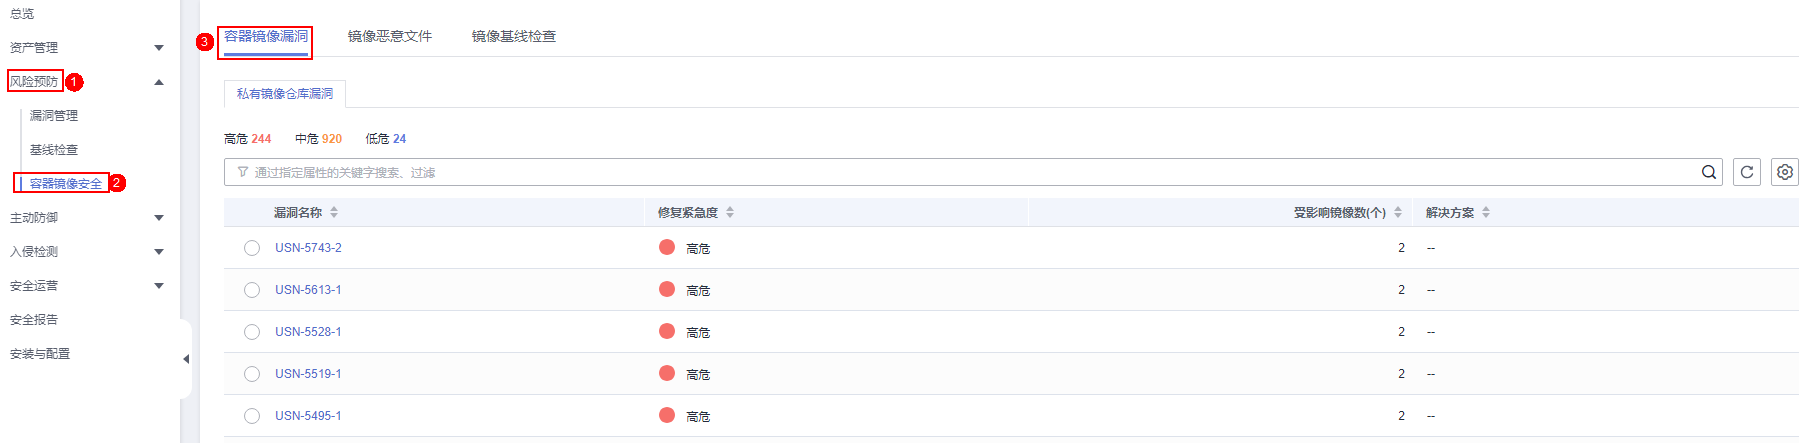 总览
资产管理
风险预防 1
漏洞管理
基线检查
容器镜像安全 2
主动防御
入侵检测
安全运营
安全报告
安装与配置
3 容器镜像漏洞 镜像恶意文件 镜像基线检查
私有镜像仓库漏洞
高危 244 中危 920 低危 24
通过指定属性的关键字搜索、过滤
漏洞名称 修复紧急度 受影响镜像数(个) 解决方案
USN-5743-2 高危 2 --
USN-5613-1 高危 2 --
USN-5528-1 高危 2 --
USN-5519-1 高危 2 --
USN-5495-1 高危 2 --